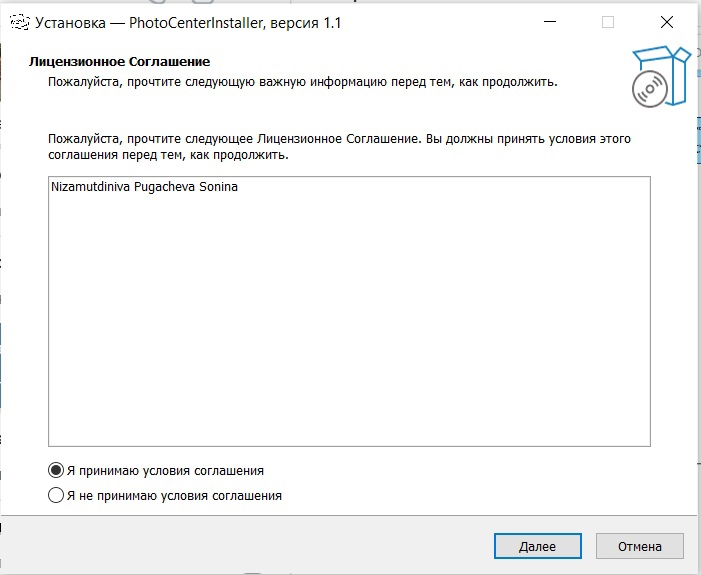 Установка — PhotoCenterInstaller, версия 1.1
Лицензионное Соглашение
Пожалуйста, прочтите следующую важную информацию перед тем, как продолжить.
Пожалуйста, прочтите следующее Лицензионное Соглашение. Вы должны принять условия этого
соглашения перед тем, как продолжить.
Nizamutdiniva Pugacheva Sonina
Я принимаю условия соглашения
Я не принимаю условия соглашения
Далее
Отмена